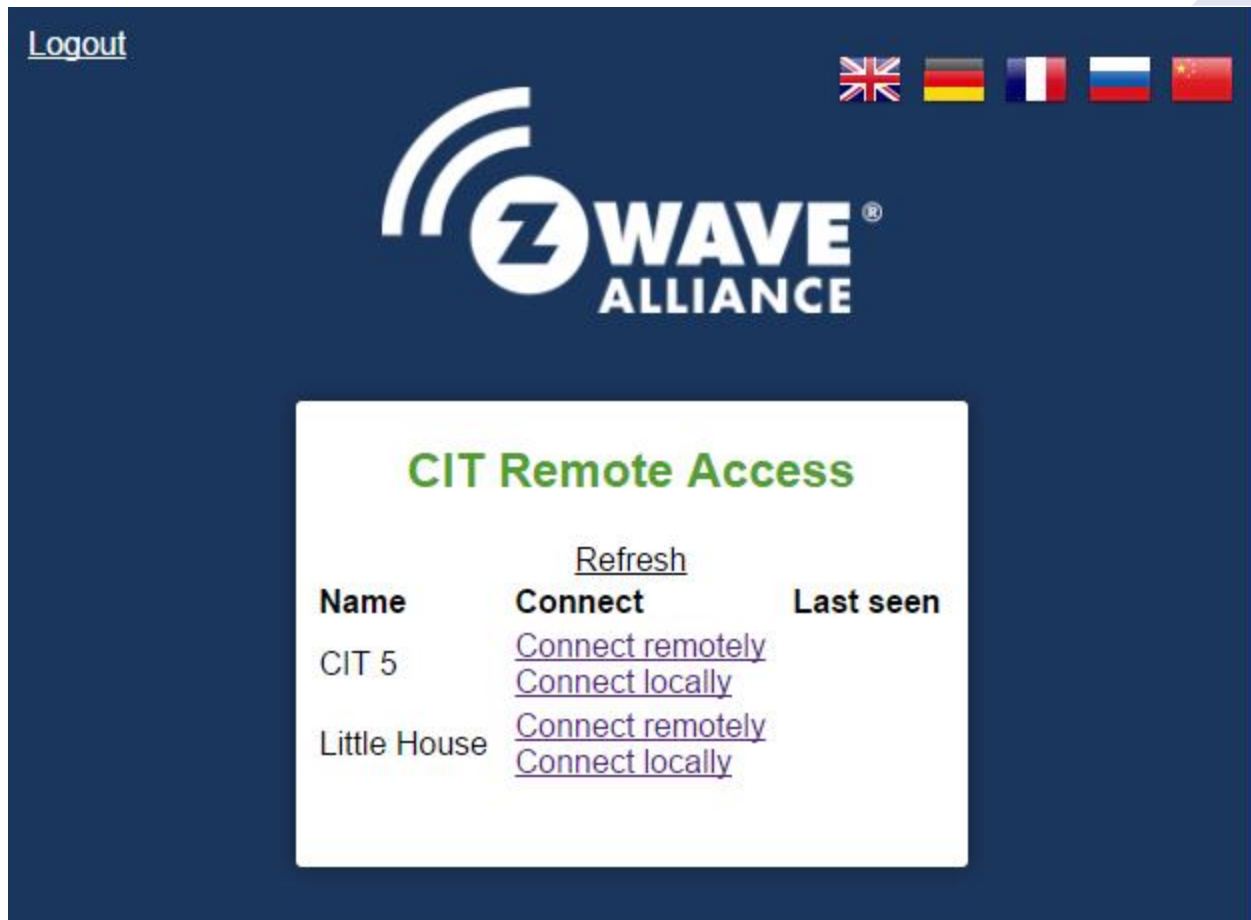 Logout
Z WAVE®
ALLIANCE
CIT Remote Access
Refresh
Name Connect Last seen
CIT 5 Connect remotely
Connect locally
Little House Connect remotely
Connect locally